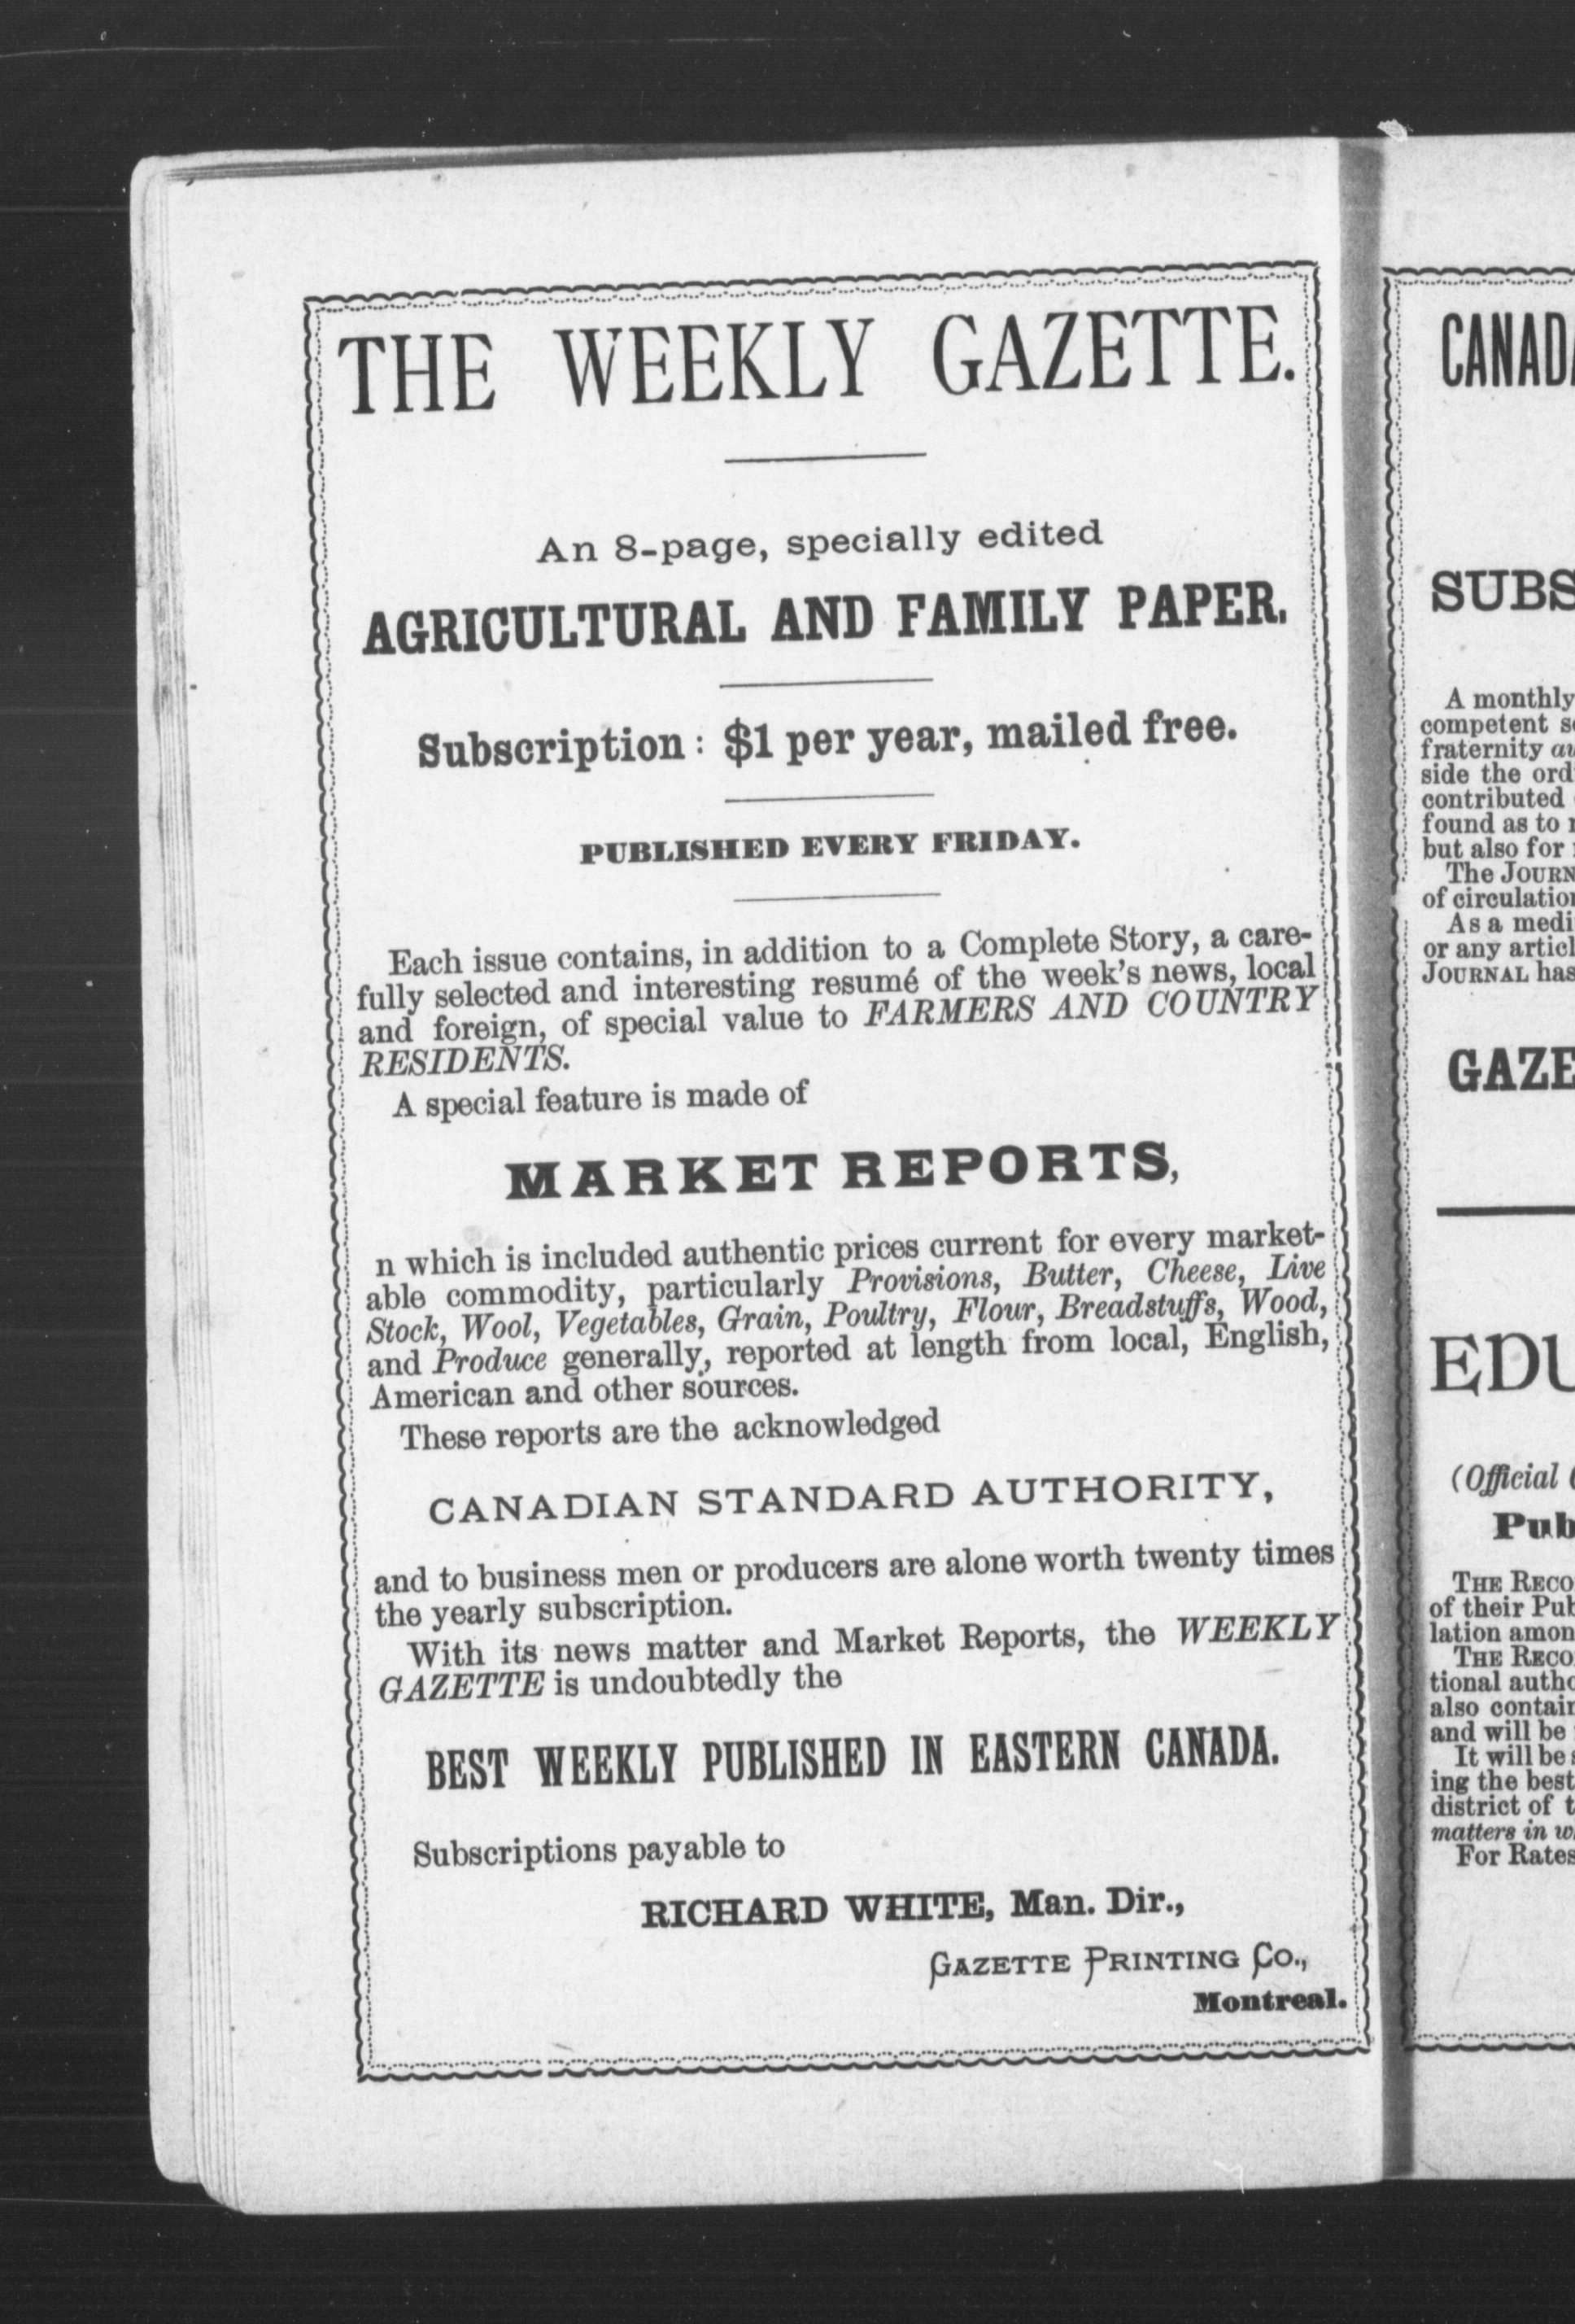 THE WEEKLY GAZETTE.
An 8-page, specially edited
AGRICULTURAL AND FAMILY PAPER.
Subscription: $1 per year, mailed free.
PUBLISHED EVERY FRIDAY.
Each issue contains, in addition to a Complete Story, a care-
fully selected and interesting resumé of the week's news, local
and foreign, of special value to FARMERS AND COUNTRY
RESIDENTS.
A special feature is made of
MARKET REPORTS,
n which is included authentic prices current for every market-
able commodity, particularly Provisions, Butter, Cheese, Live
Stock, Wool, Vegetables, Grain, Poultry, Flour, Breadstuffs, Wood,
and Produce generally, reported at length from local, English,
American and other sources.
These reports are the acknowledged
CANADIAN STANDARD AUTHORITY,
and to business men or producers are alone worth twenty times
the yearly subscription.
With its news matter and Market Reports, the WEEKLY
GAZETTE is undoubtedly the
BEST WEEKLY PUBLISHED IN EASTERN CANADA.
Subscriptions payable to
RICHARD WHITE, Man. Dir.,
GAZETTE PRINTING CO.,
Montreal.
CANAD
SUBS
A monthly
competent
fraternity
side the ord
contributed
found as to
but also for
The JOURN
of circulation
As a medi
or any articl
JOURNAL has
GAZE
EDU
(Official
Pub
THE RECO
of their Pub
lation amon
THE RECO
tional autho
also contain
and will be
It will be
ing the best
district of t
matters in w
For Rates